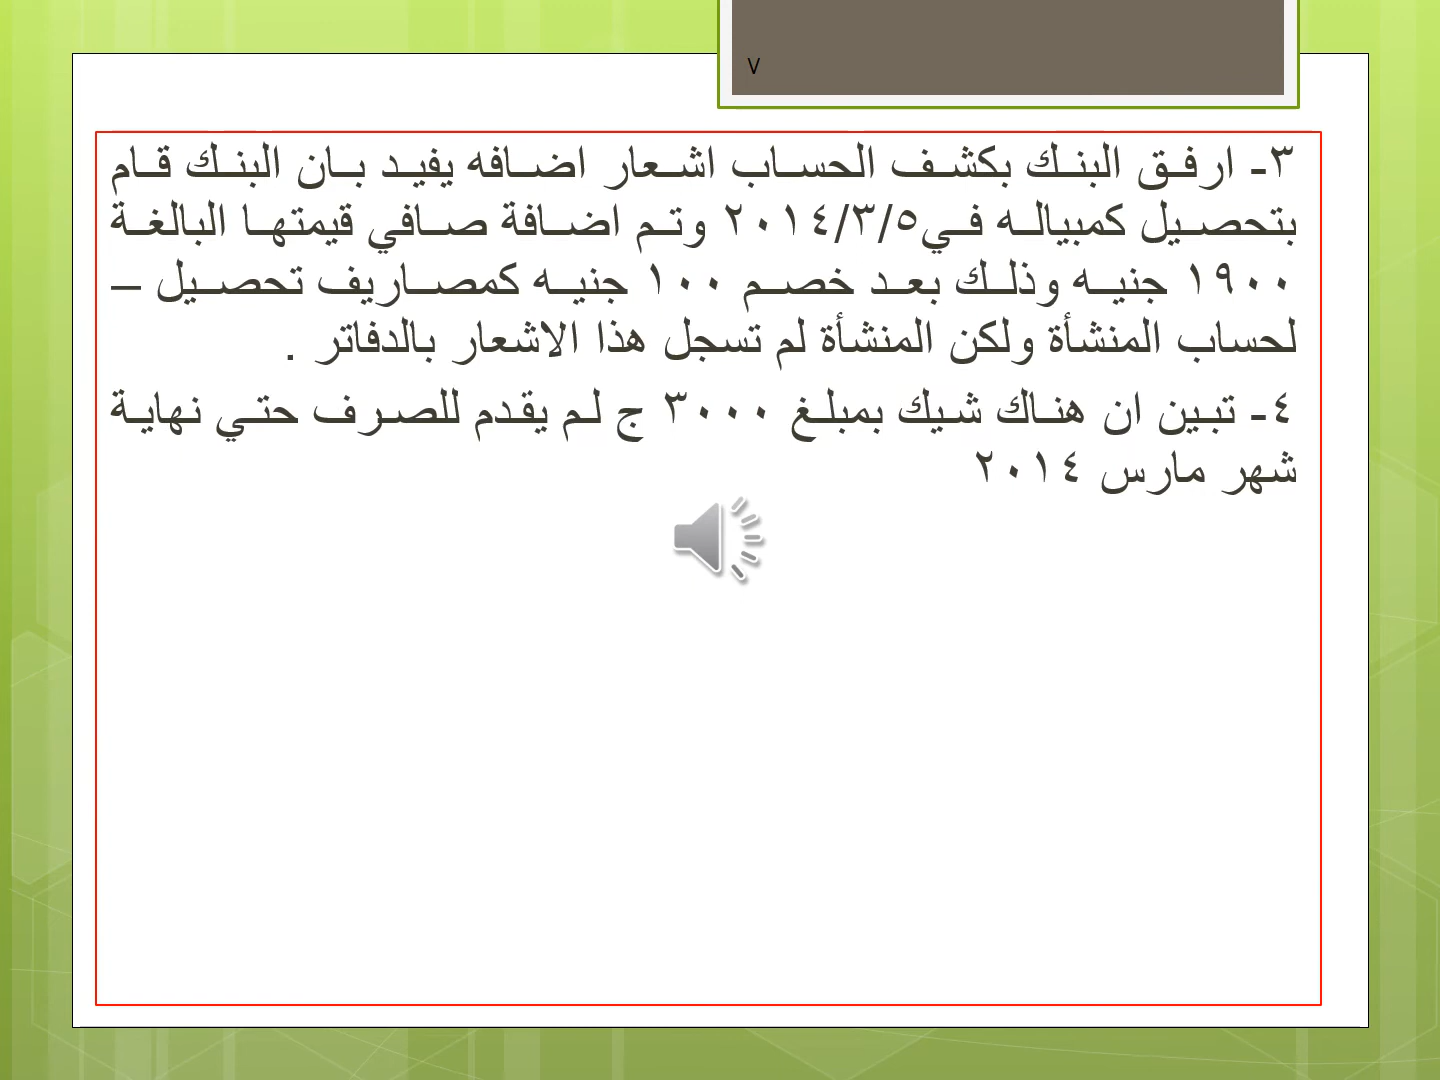 ٧
٣- ارفق البنك بكشف الحساب اشعار اضافه يفيد بان البنك قام
بتحصيل كمبياله في٢٠١٤/٣/٥ وتم اضافة صافي قيمتها البالغة
١٩٠٠ جنيه وذلك بعد خصم ١٠٠ جنيه كمصاريف تحصيل –
لحساب المنشأة ولكن المنشأة لم تسجل هذا الاشعار بالدفاتر .
٤- تبين ان هناك شيك بمبلغ ٣٠٠٠ ج لم يقدم للصرف حتي نهاية
شهر مارس ٢٠١٤